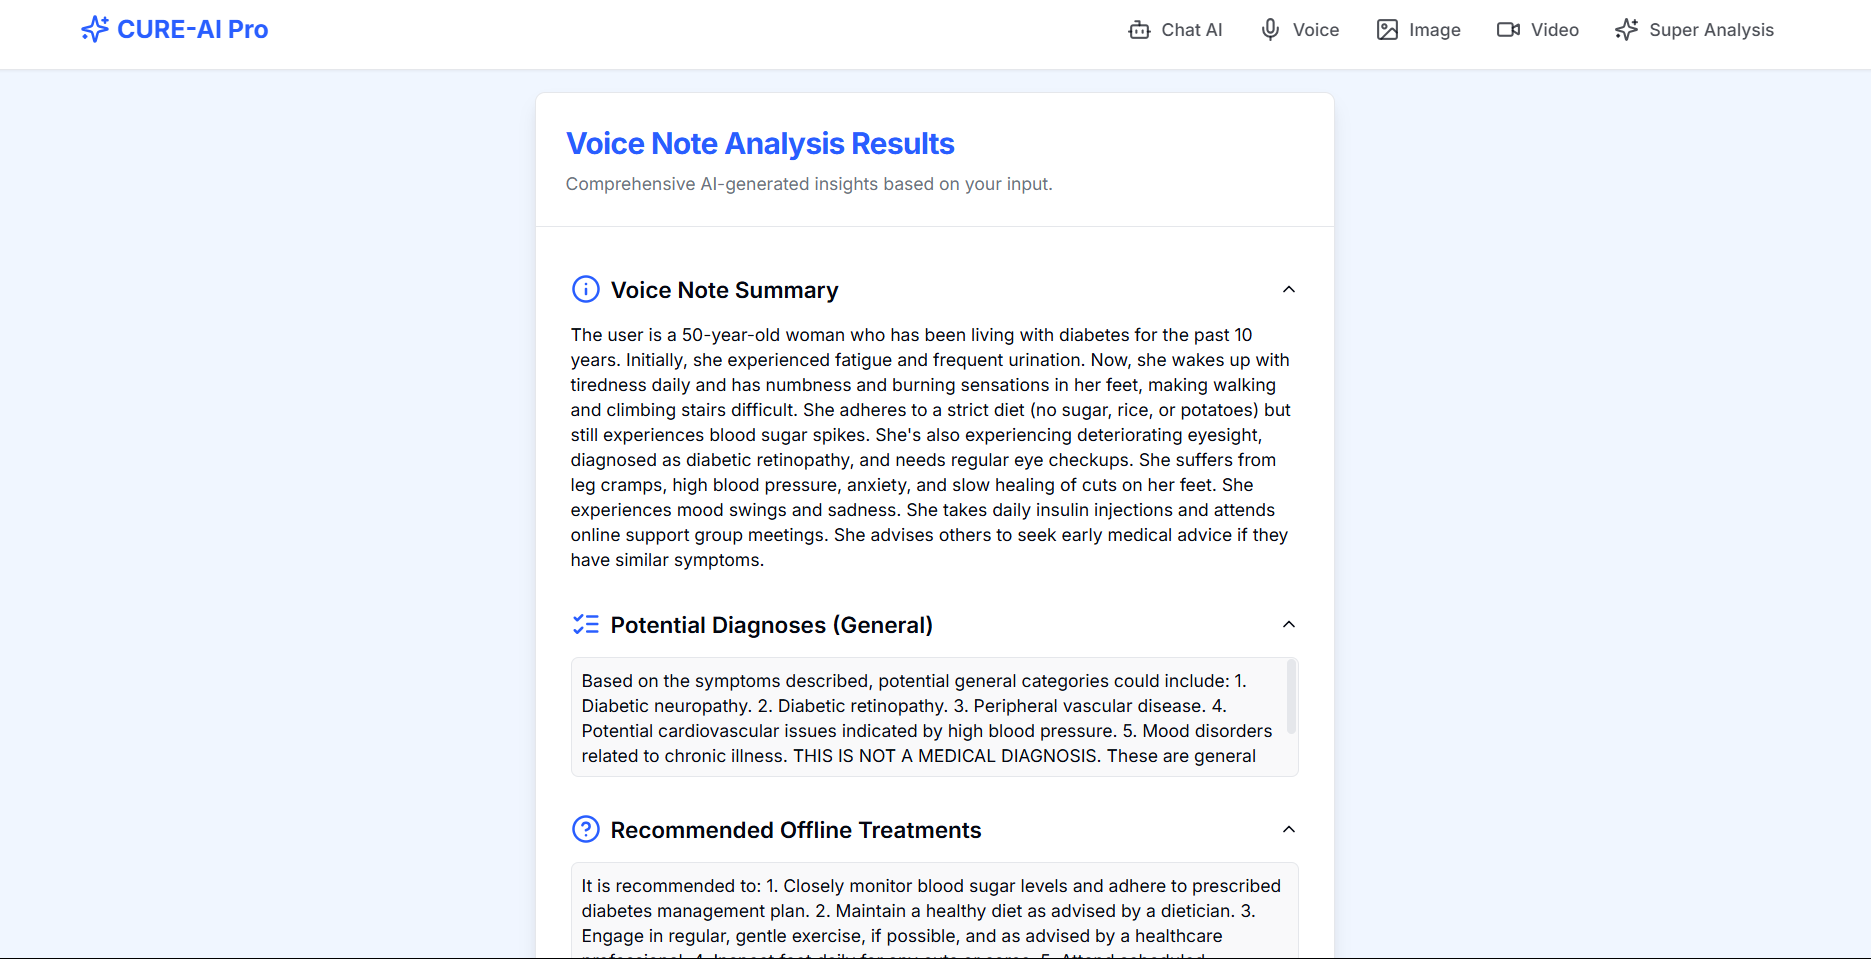 CURE-AI Pro
Chat AI
Voice
Image
Video
Super Analysis
Voice Note Analysis Results
Comprehensive AI-generated insights based on your input.
Voice Note Summary
The user is a 50-year-old woman who has been living with diabetes for the past 10
years. Initially, she experienced fatigue and frequent urination. Now, she wakes up with
tiredness daily and has numbness and burning sensations in her feet, making walking
and climbing stairs difficult. She adheres to a strict diet (no sugar, rice, or potatoes) but
still experiences blood sugar spikes. She's also experiencing deteriorating eyesight,
diagnosed as diabetic retinopathy, and needs regular eye checkups. She suffers from
leg cramps, high blood pressure, anxiety, and slow healing of cuts on her feet. She
experiences mood swings and sadness. She takes daily insulin injections and attends
online support group meetings. She advises others to seek early medical advice if they
have similar symptoms.
Potential Diagnoses (General)
Based on the symptoms described, potential general categories could include: 1.
Diabetic neuropathy. 2. Diabetic retinopathy. 3. Peripheral vascular disease. 4.
Potential cardiovascular issues indicated by high blood pressure. 5. Mood disorders
related to chronic illness. THIS IS NOT A MEDICAL DIAGNOSIS. These are general
Recommended Offline Treatments
It is recommended to: 1. Closely monitor blood sugar levels and adhere to prescribed
diabetes management plan. 2. Maintain a healthy diet as advised by a dietician. 3.
Engage in regular, gentle exercise, if possible, and as advised by a healthcare